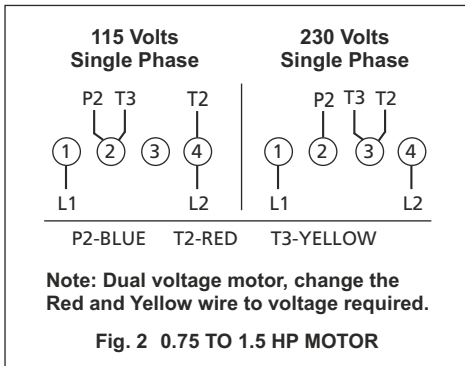 115 Volts 230 Volts
Single Phase Single Phase
P2 T3 T2 P2 T3 T2
1 2 3 4 1 2 3 4
L1 L2 L1 L2
P2-BLUE T2-RED T3-YELLOW
Note: Dual voltage motor, change the
Red and Yellow wire to voltage required.
Fig. 2 0.75 TO 1.5 HP MOTOR